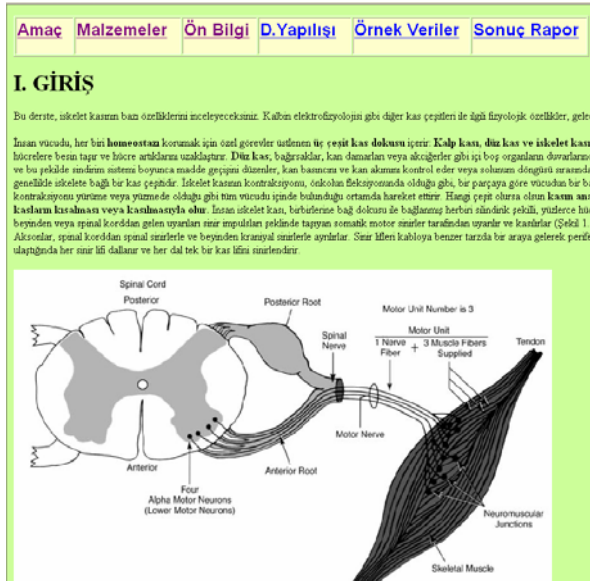 Amaç Malzemeler Ön Bilgi D.Yapılışı Örnek Veriler Sonuç Rapor
I. GİRİŞ
Bu derste, iskelet kasının bazı özelliklerini inceleyeceksiniz. Kalbin elektrofizyolojisi gibi diğer kas çeşitleri ile ilgili fizyolojik özellikler,
İnsan vücudu, her biri homeostazı korumak için özel görevler üstlenen üç çeşit kas dokusu içerir. Kalp kası, düz kas ve iskelet
hücrelere besin taşır ve hücre artıklarını uzaklaştırır. Düz kas, bağırsaklar, kan damarları veya akciğerler gibi içi boş organların
ve bu şekilde sindirim sistemi boyunca madde geçişini düzenler, kan basıncını ve kan akımını kontrol eder veya solunum döngüsü
genellikle iskelete bağlı bir kas çeşitidir. İskelet kasının kontraksiyonu, önkolun fleksiyonunda olduğu gibi, bir parçaya göre vücudun bir
kontraksiyonu yürüme veya yüzmede olduğu gibi tüm vücudu içinde bulunduğu ortamda hareket ettirir. Hangi çeşit olursa olsun kasın
kasların kısalması veya kasılmasıyla olur. İnsan iskelet kası, birbirlerine bağ dokusu ile bağlanmış herbiri silindirik şekilli, yüzlerce
beyinden veya spinal korddan gelen uyarıları sinir impulsları şeklinde taşıyan somatik motor sinirler tarafından uyarılır ve kasılırlar (Şekil 1.
Aksonlar, spinal korddan spinal sinirlerle ve beyinden kraniyal sinirlerle ayrılırlar. Sinir lifleri kabloya benzer tarzda bir araya gelerek
ulaştığında her sinir lifi dallanır ve her dal tek bir kas lifini sinirlendirir.
Spinal Cord
Posterior
Posterior Root
Motor Unit Number is 3
Spinal
Nerve
Motor Unit
1 Nerve
Fiber
+
3 Muscle Fibers
Supplied
Tendon
Motor Nerve
Anterior
Anterior Root
Four
Alpha Motor Neurons
(Lower Motor Neurons)
Neuromuscular
Junctions
Skeletal Muscle